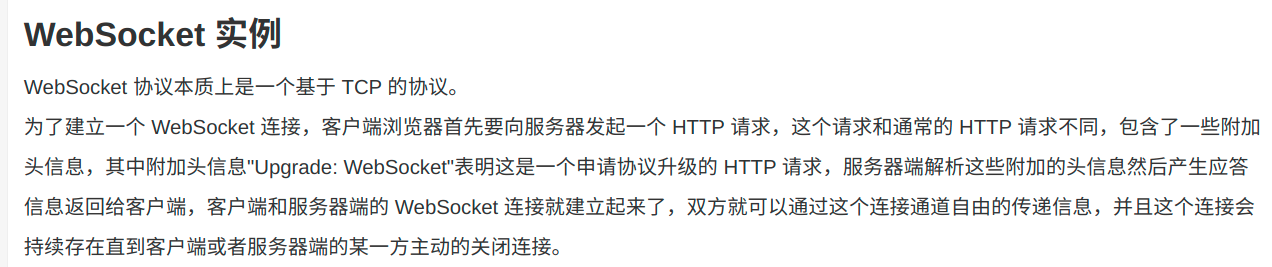 WebSocket 实例
WebSocket 协议本质上是一个基于 TCP 的协议。
为了建立一个 WebSocket 连接，客户端浏览器首先要向服务器发起一个 HTTP 请求，这个请求和通常的 HTTP 请求不同，包含了一些附加
头信息，其中附加头信息"Upgrade: WebSocket"表明这是一个申请协议升级的 HTTP 请求，服务器端解析这些附加的头信息然后产生应答
信息返回给客户端，客户端和服务器端的 WebSocket 连接就建立起来了，双方就可以通过这个连接通道自由的传递信息，并且这个连接会
持续存在直到客户端或者服务器端的某一方主动的关闭连接。